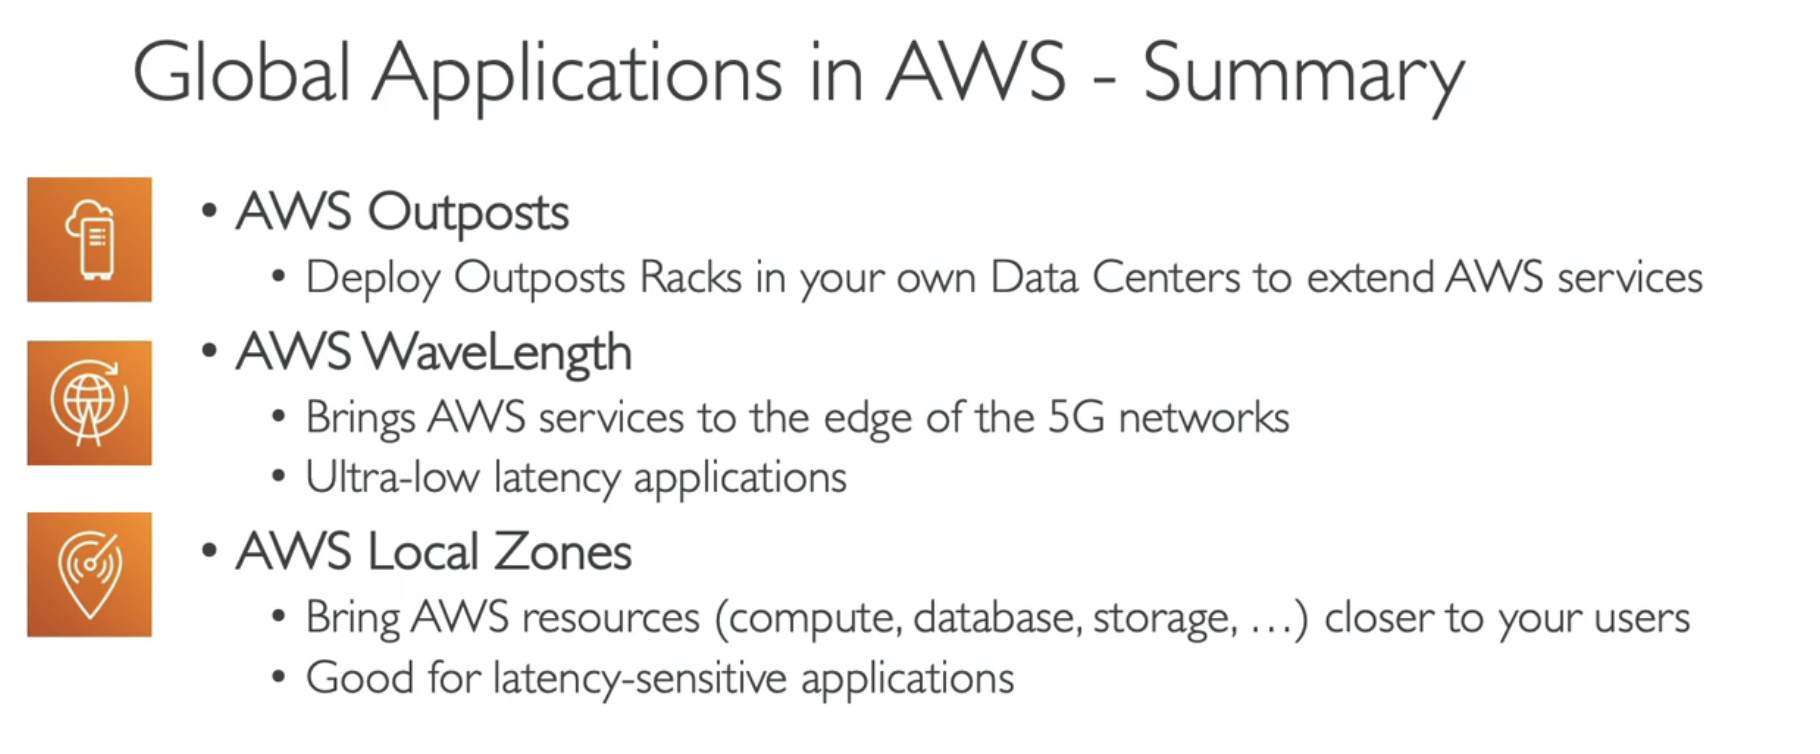 Global Applications in AWS - Summary
• AWS Outposts
• Deploy Outposts Racks in your own Data Centers to extend AWS services
• AWS WaveLength
• Brings AWS services to the edge of the 5G networks
• Ultra-low latency applications
• AWS Local Zones
• Bring AWS resources (compute, database, storage, …) closer to your users
• Good for latency-sensitive applications